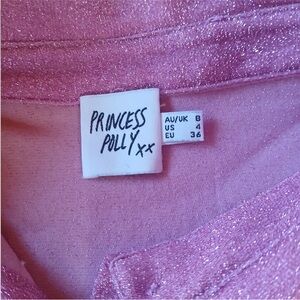 PRINCESS
POLLY xx
AU/UK 8
US 4
EU 36